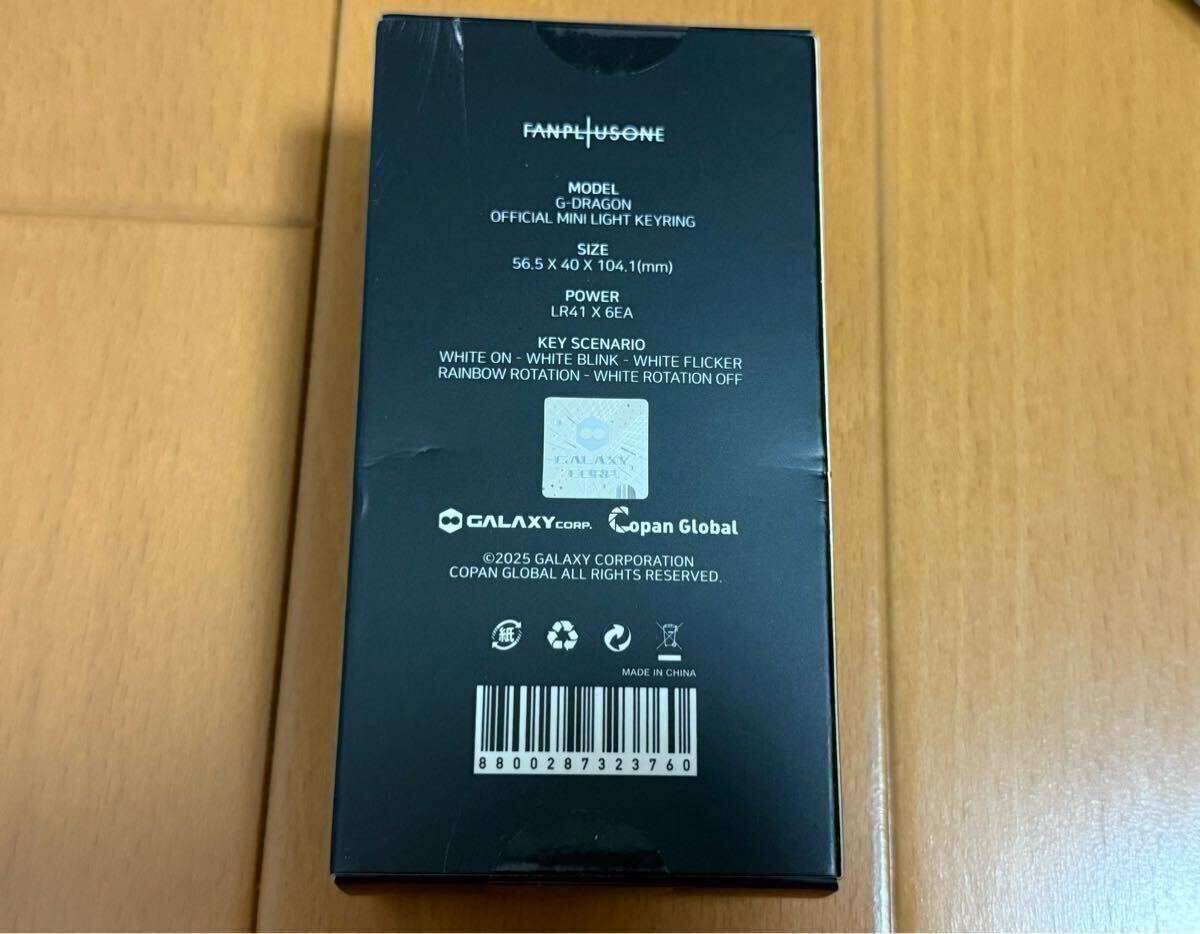 FANPLUSONE
MODEL
G-DRAGON
OFFICIAL MINI LIGHT KEYRING
SIZE
56.5 X 40 X 104.1(mm)
POWER
LR41 X 6EA
KEY SCENARIO
WHITE ON - WHITE BLINK - WHITE FLICKER
RAINBOW ROTATION - WHITE ROTATION OFF
GALAXY
CORP.
GALAXY CORP. Copan Global
©2025 GALAXY CORPORATION
COPAN GLOBAL ALL RIGHTS RESERVED.
紙
MADE IN CHINA
8800287323760